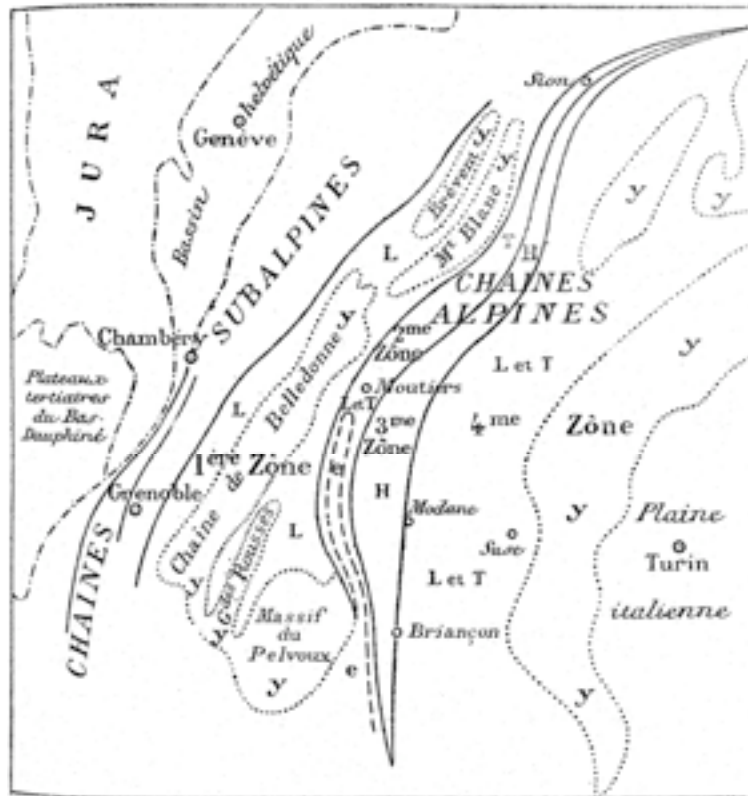 JURA
Genève
helvétique
Bassin
Sion
CHAINES SUBALPINES
Brévent
Mt Blanc
y
y
y
y
L
H
CHAINES
ALPINES
Chambéry
Plateaux
tertiaires
du Bas-
Dauphiné
2me
Zône
Moutiers
L et T
L et T
y
Chaine de Belledonne
y
L
3me
Zône
4me Zône
1ère Zône
e
Grenoble
H
Modane
Suse
y
Plaine
Turin
italienne
Gdes Rousses
y
y
L
L et T
Massif
du
Pelvoux
y
Briançon
e
y